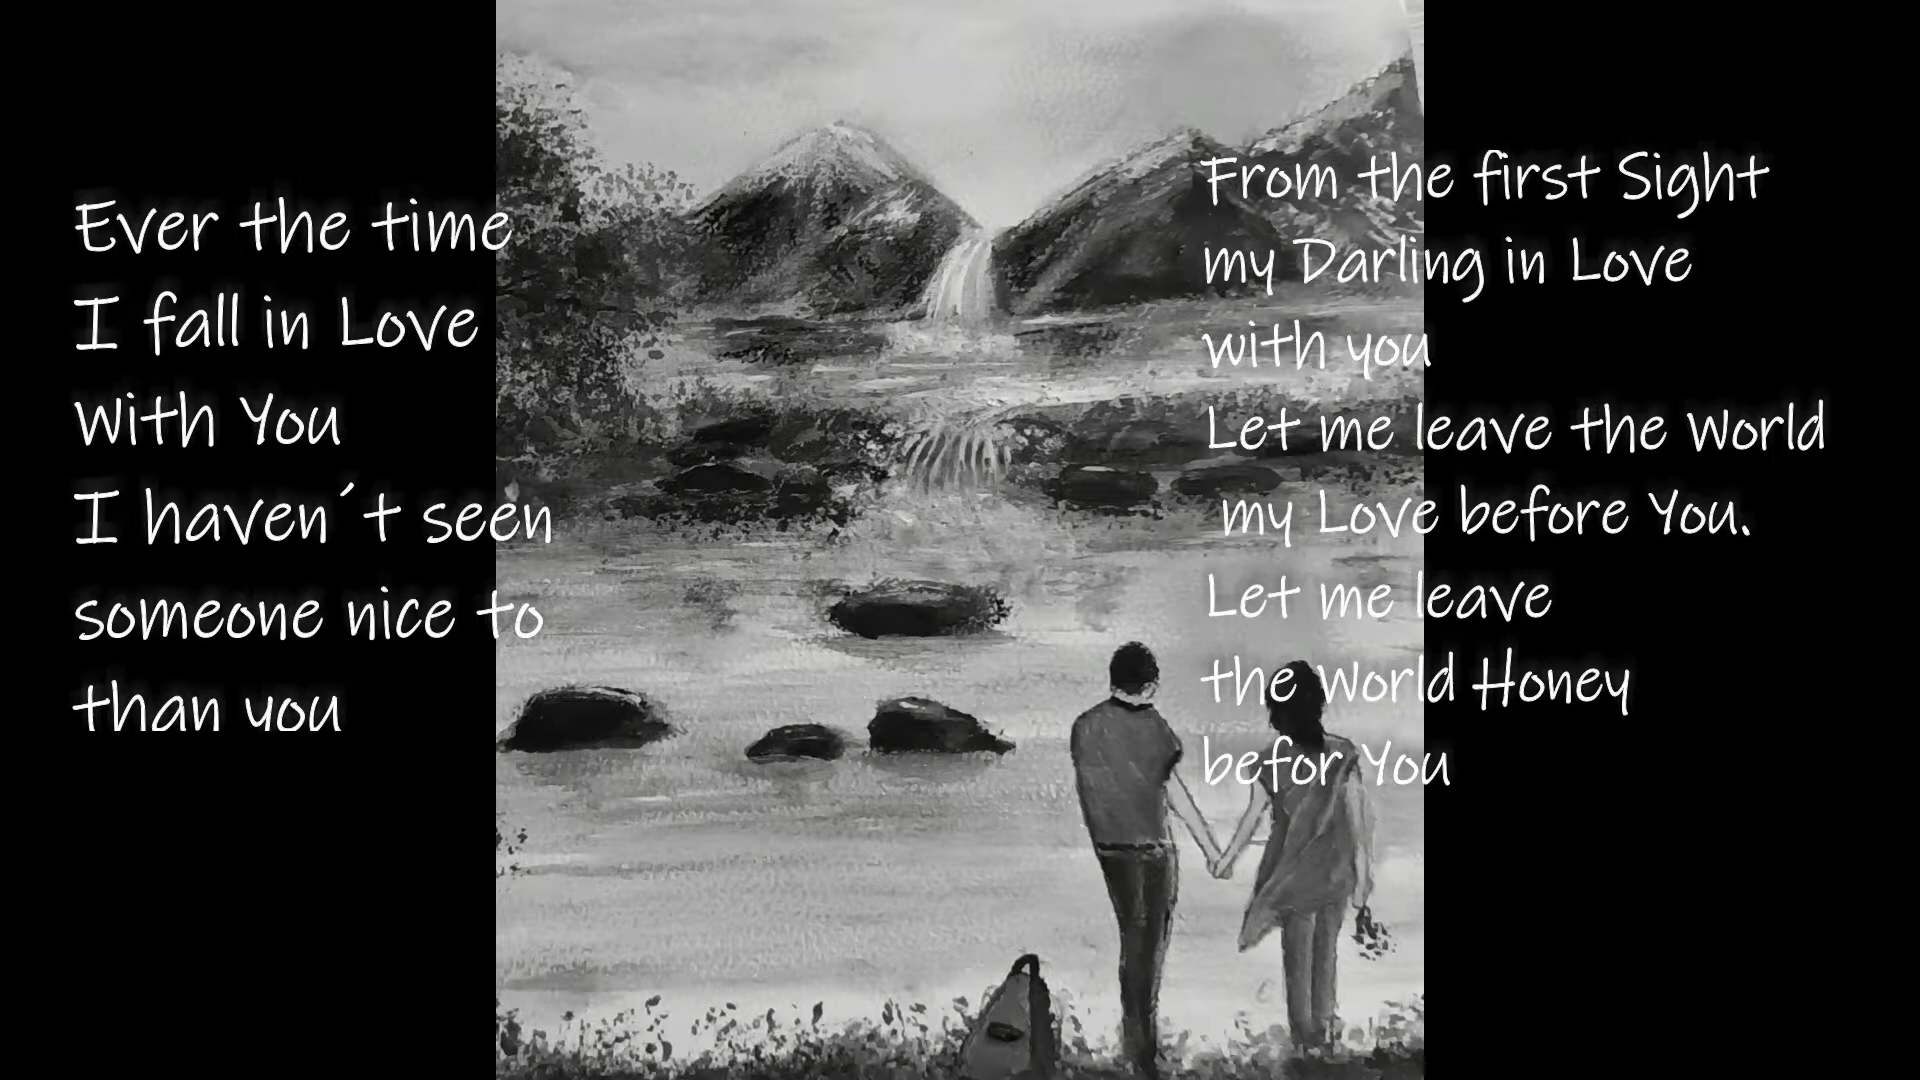 Ever the time
I fall in Love
With You
I haven´t seen
someone nice to
than you
From the first Sight
my Darling in Love
with you
Let me leave the World
my Love before You.
Let me leave
the World Honey
befor You